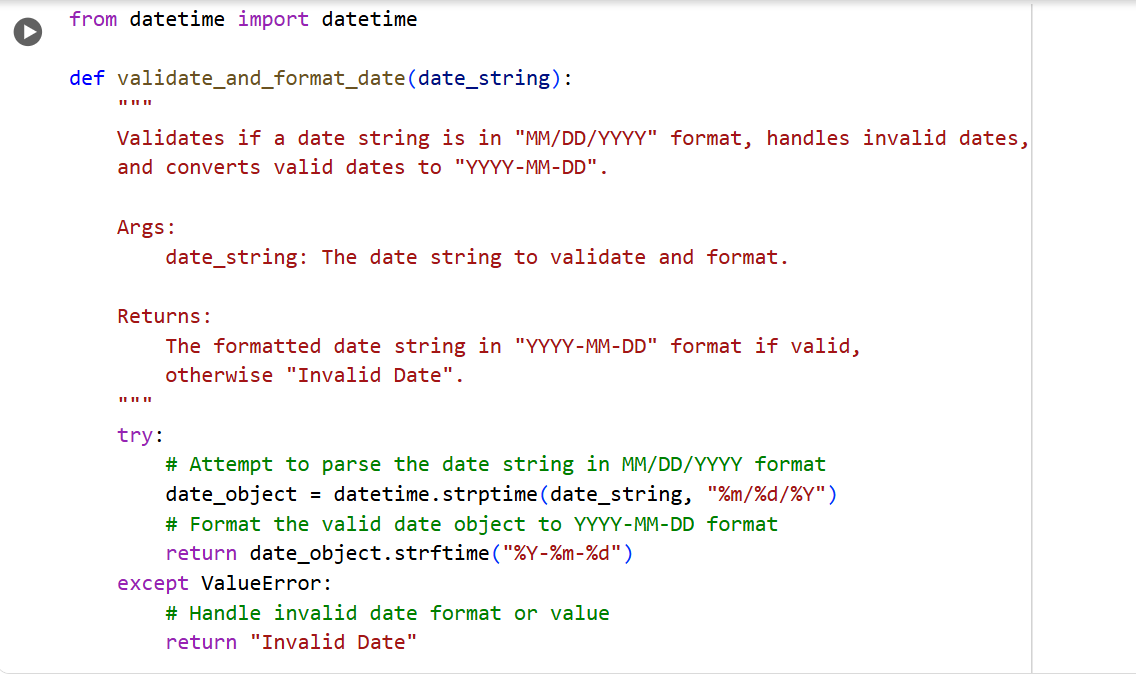 from datetime import datetime
def validate_and_format_date(date_string):
    """
    Validates if a date string is in "MM/DD/YYYY" format, handles invalid dates,
    and converts valid dates to "YYYY-MM-DD".
    Args:
        date_string: The date string to validate and format.
    Returns:
        The formatted date string in "YYYY-MM-DD" format if valid,
        otherwise "Invalid Date".
    """
    try:
        # Attempt to parse the date string in MM/DD/YYYY format
        date_object = datetime.strptime(date_string, "%m/%d/%Y")
        # Format the valid date object to YYYY-MM-DD format
        return date_object.strftime("%Y-%m-%d")
    except ValueError:
        # Handle invalid date format or value
        return "Invalid Date"